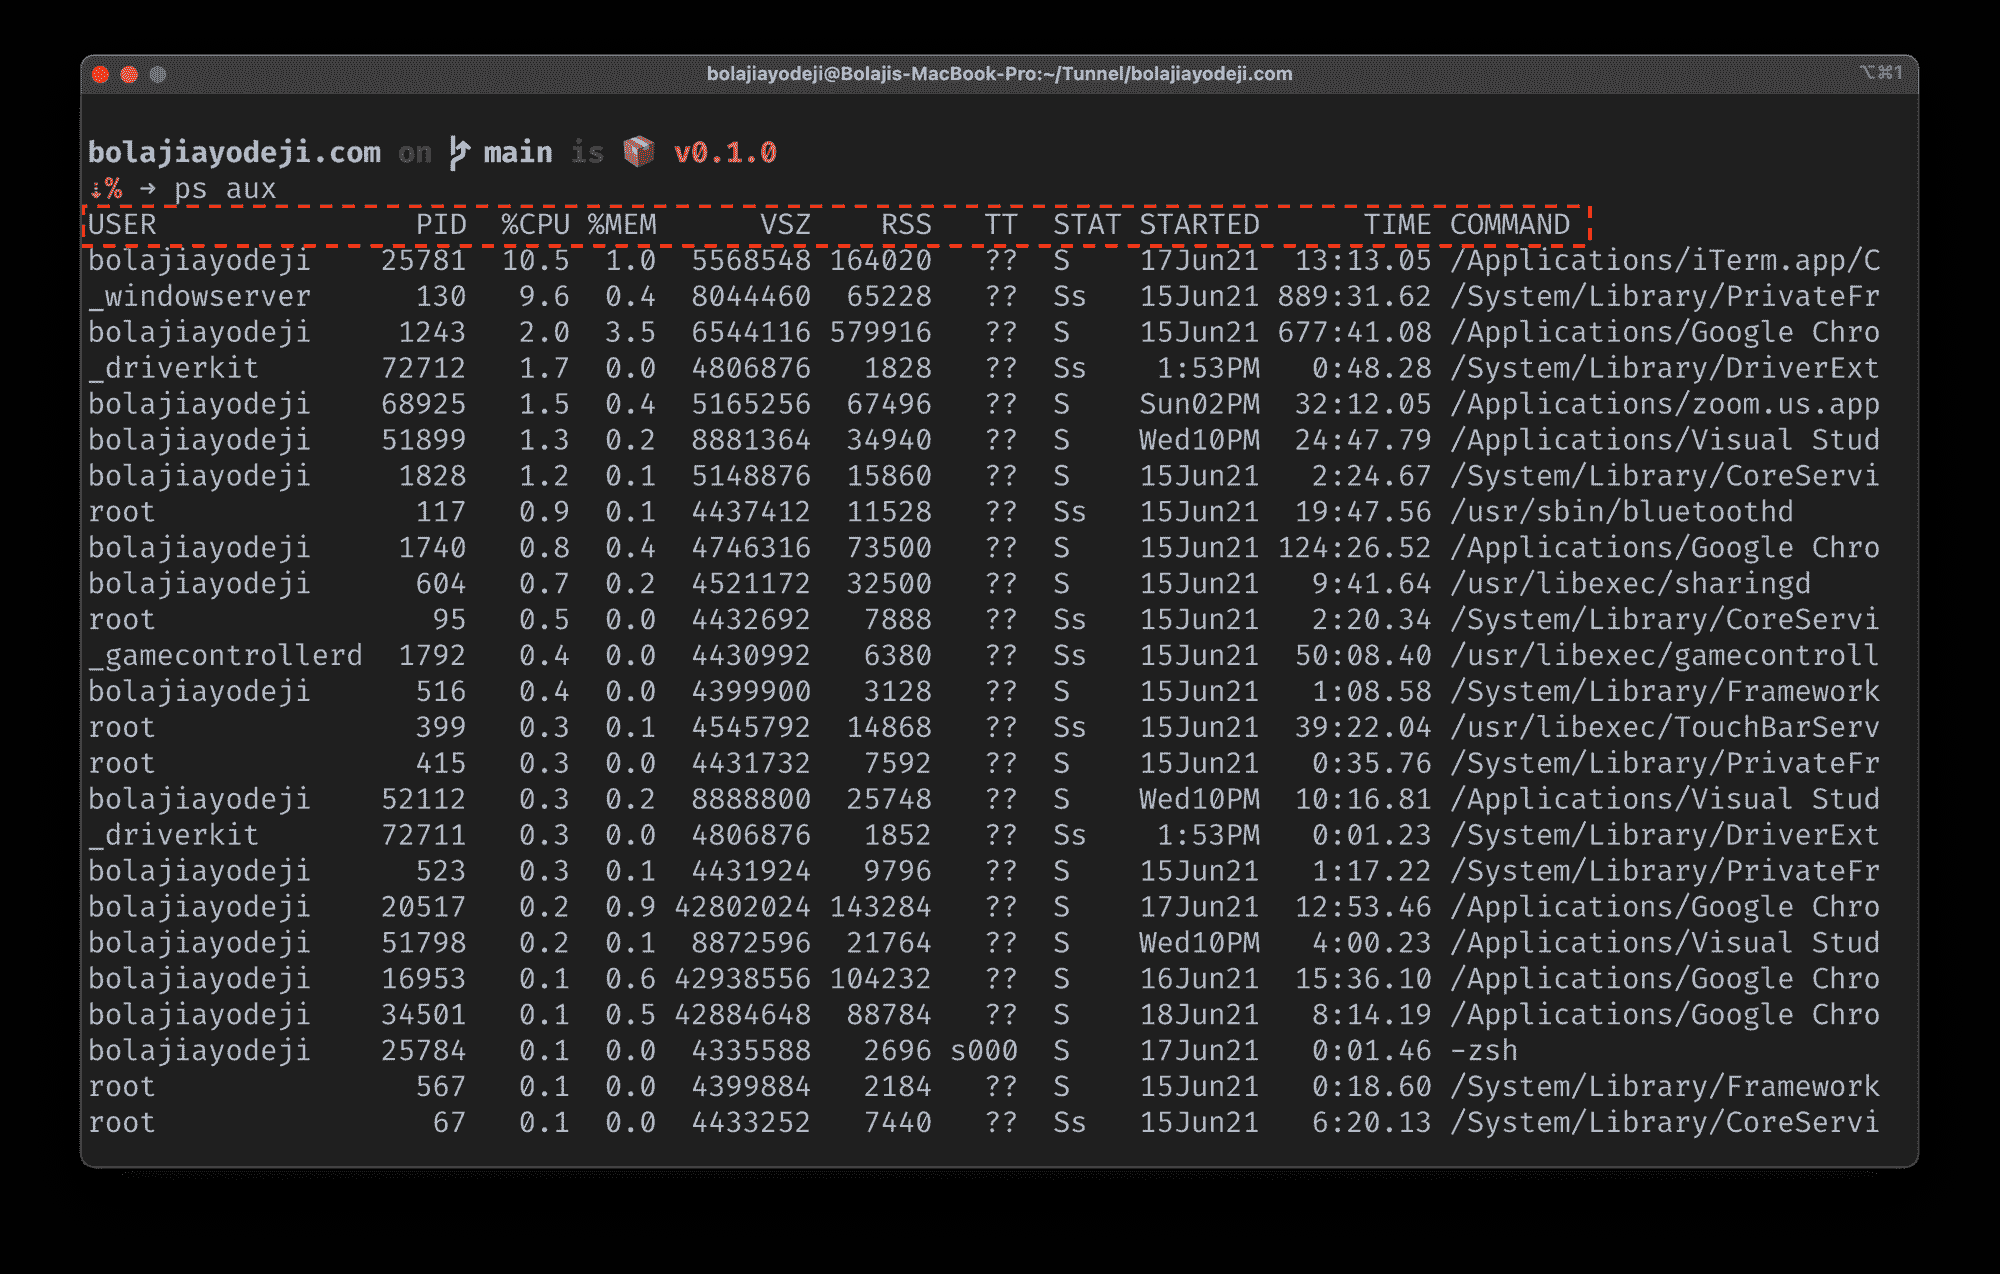 bolajiayodeji@Bolajis-MacBook-Pro:~/Tunnel/bolajiayodeji.com ⌥⌘1
bolajiayodeji.com on main is 📦 v0.1.0
↓% → ps aux
USER PID %CPU %MEM VSZ RSS TT STAT STARTED TIME COMMAND
bolajiayodeji 25781 10.5 1.0 5568548 164020 ?? S 17Jun21 13:13.05 /Applications/iTerm.app/C
_windowserver 130 9.6 0.4 8044460 65228 ?? Ss 15Jun21 889:31.62 /System/Library/PrivateFr
bolajiayodeji 1243 2.0 3.5 6544116 579916 ?? S 15Jun21 677:41.08 /Applications/Google Chro
_driverkit 72712 1.7 0.0 4806876 1828 ?? Ss 1:53PM 0:48.28 /System/Library/DriverExt
bolajiayodeji 68925 1.5 0.4 5165256 67496 ?? S Sun02PM 32:12.05 /Applications/zoom.us.app
bolajiayodeji 51899 1.3 0.2 8881364 34940 ?? S Wed10PM 24:47.79 /Applications/Visual Stud
bolajiayodeji 1828 1.2 0.1 5148876 15860 ?? S 15Jun21 2:24.67 /System/Library/CoreServi
root 117 0.9 0.1 4437412 11528 ?? Ss 15Jun21 19:47.56 /usr/sbin/bluetoothd
bolajiayodeji 1740 0.8 0.4 4746316 73500 ?? S 15Jun21 124:26.52 /Applications/Google Chro
bolajiayodeji 604 0.7 0.2 4521172 32500 ?? S 15Jun21 9:41.64 /usr/libexec/sharingd
root 95 0.5 0.0 4432692 7888 ?? Ss 15Jun21 2:20.34 /System/Library/CoreServi
_gamecontrollerd 1792 0.4 0.0 4430992 6380 ?? Ss 15Jun21 50:08.40 /usr/libexec/gamecontroll
bolajiayodeji 516 0.4 0.0 4399900 3128 ?? S 15Jun21 1:08.58 /System/Library/Framework
root 399 0.3 0.1 4545792 14868 ?? Ss 15Jun21 39:22.04 /usr/libexec/TouchBarServ
root 415 0.3 0.0 4431732 7592 ?? S 15Jun21 0:35.76 /System/Library/PrivateFr
bolajiayodeji 52112 0.3 0.2 8888800 25748 ?? S Wed10PM 10:16.81 /Applications/Visual Stud
_driverkit 72711 0.3 0.0 4806876 1852 ?? Ss 1:53PM 0:01.23 /System/Library/DriverExt
bolajiayodeji 523 0.3 0.1 4431924 9796 ?? S 15Jun21 1:17.22 /System/Library/PrivateFr
bolajiayodeji 20517 0.2 0.9 42802024 143284 ?? S 17Jun21 12:53.46 /Applications/Google Chro
bolajiayodeji 51798 0.2 0.1 8872596 21764 ?? S Wed10PM 4:00.23 /Applications/Visual Stud
bolajiayodeji 16953 0.1 0.6 42938556 104232 ?? S 16Jun21 15:36.10 /Applications/Google Chro
bolajiayodeji 34501 0.1 0.5 42884648 88784 ?? S 18Jun21 8:14.19 /Applications/Google Chro
bolajiayodeji 25784 0.1 0.0 4335588 2696 s000 S 17Jun21 0:01.46 -zsh
root 567 0.1 0.0 4399884 2184 ?? S 15Jun21 0:18.60 /System/Library/Framework
root 67 0.1 0.0 4433252 7440 ?? Ss 15Jun21 6:20.13 /System/Library/CoreServi